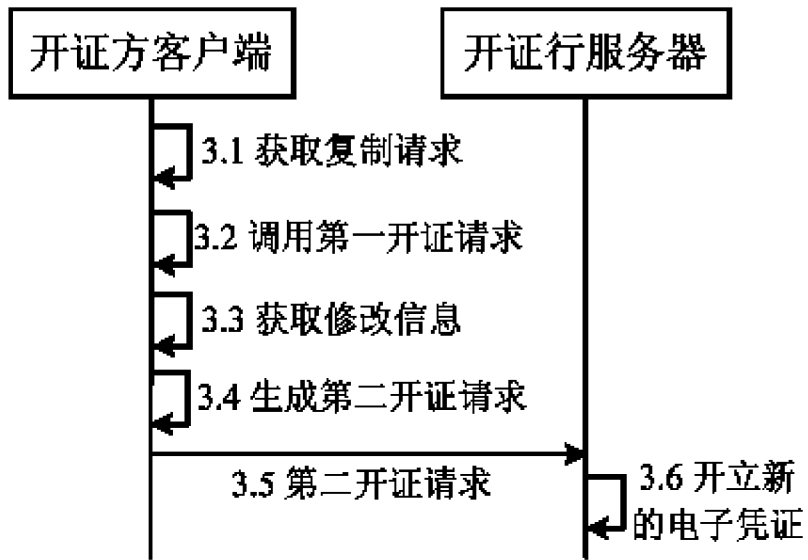 开证方客户端
开证行服务器
3.1 获取复制请求
3.2 调用第一开证请求
3.3 获取修改信息
3.4 生成第二开证请求
3.5 第二开证请求
3.6 开立新
的电子凭证